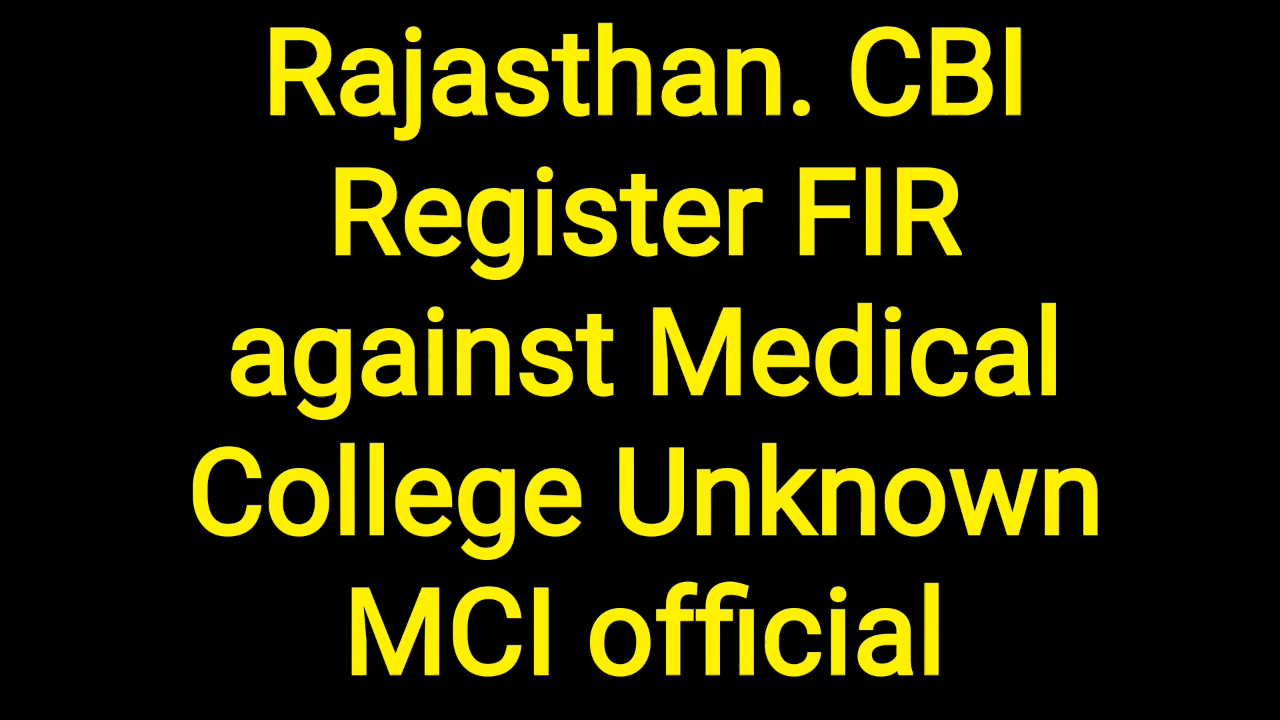 Rajasthan. CBI
Register FIR
against Medical
College Unknown
MCI official